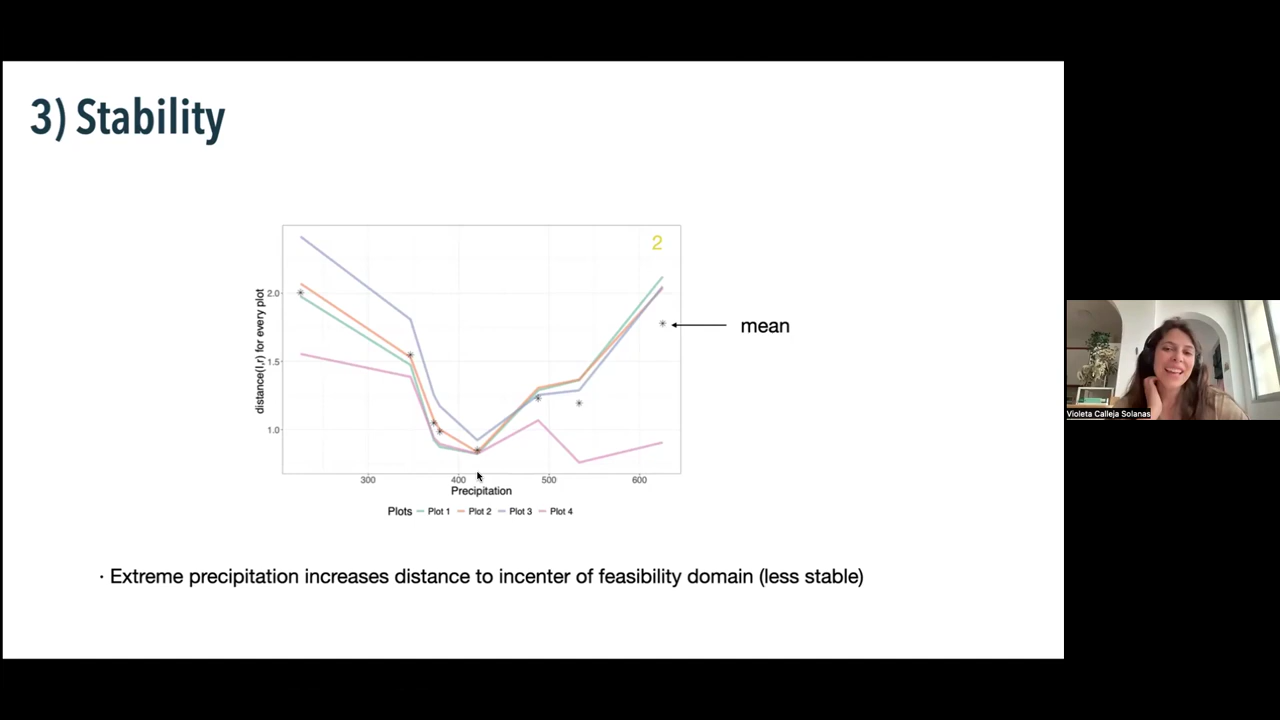 3) Stability
2
distance(I,r) for every plot
2.0
1.5
1.0
mean
300
400
500
600
Precipitation
Plots Plot 1 Plot 2 Plot 3 Plot 4
· Extreme precipitation increases distance to incenter of feasibility domain (less stable)
Violeta Calleja Solanas